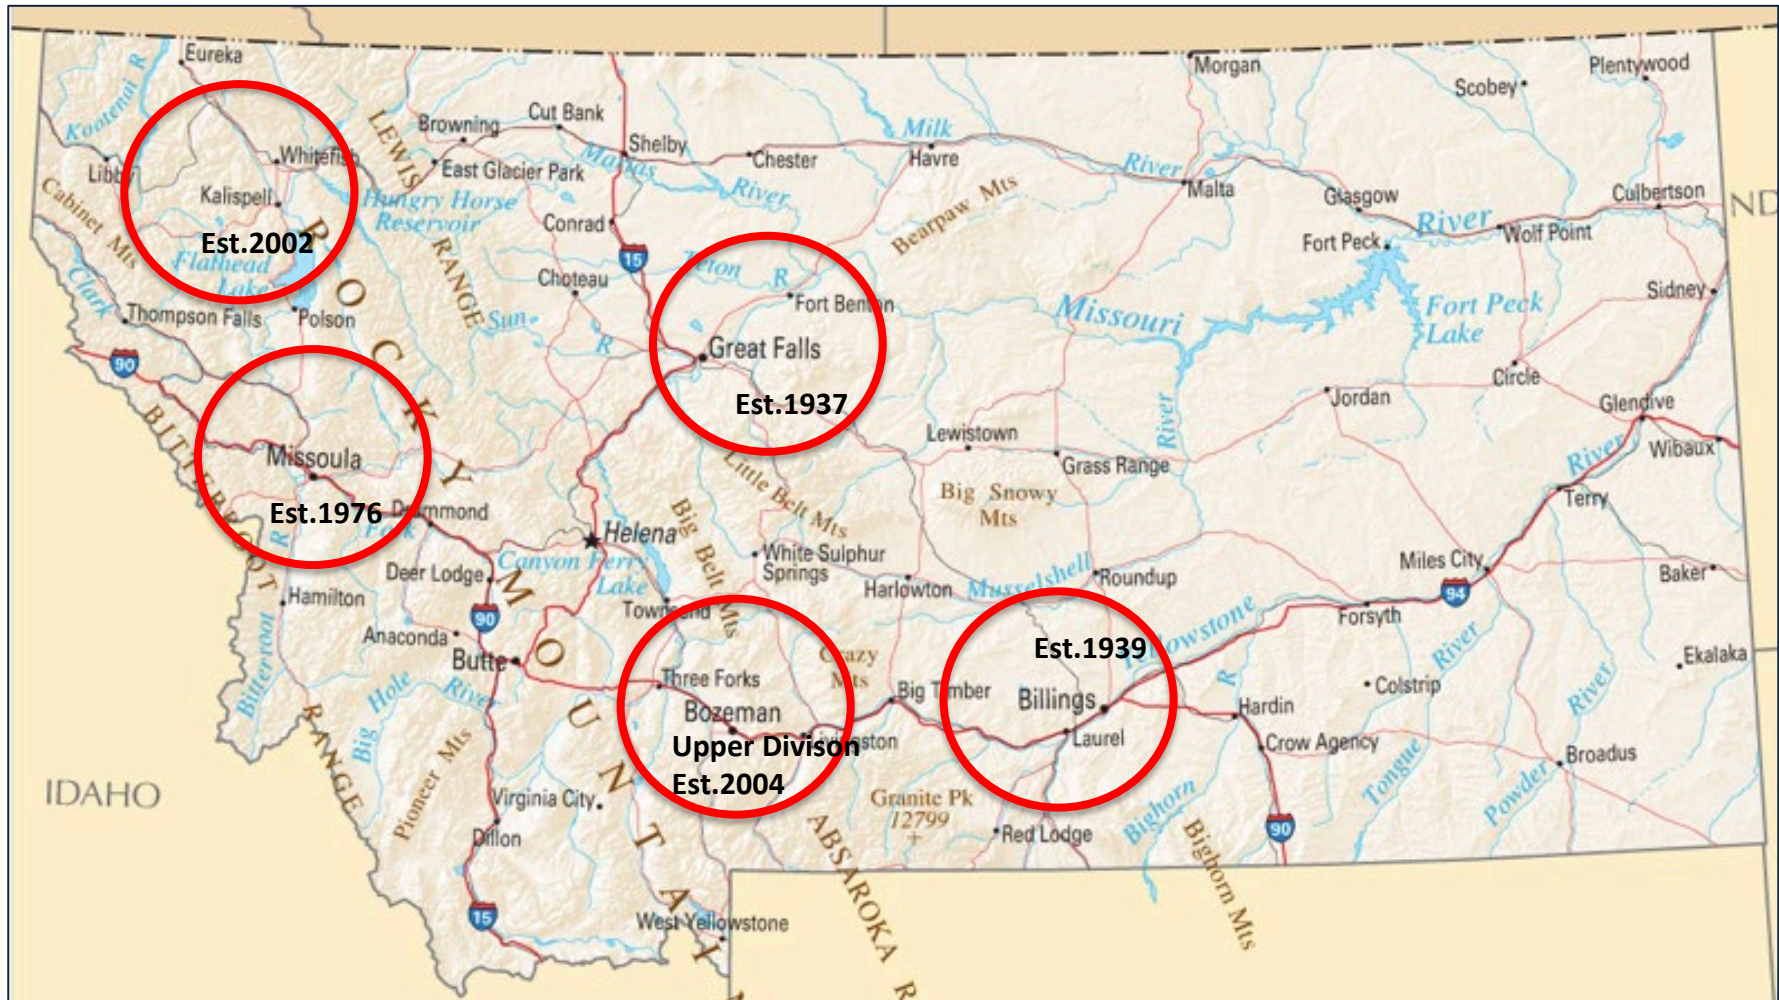 Eureka
Kootenai R
Libby
Whitefish
Kalispell
Est.2002
Flathead
Lake
Cabinet Mts
Clark
Thompson Falls
Polson
Hungry Horse
Reservoir
LEWIS
RANGE
Browning
East Glacier Park
Cut Bank
Shelby
Marias
River
Chester
Milk
Havre
River
Conrad
15
Choteau
Sun
R
Teton R
Fort Benton
Great Falls
Est.1937
Bearpaw Mts
Morgan
Malta
Glasgow
Fort Peck
River
Wolf Point
Scobey
Plentywood
Culbertson
ND
Sidney
Missouri
River
Fort Peck
Lake
Circle
Jordan
Glendive
Wibaux
River
Terry
90
BITTERROOT
RANGE
Missoula
Est.1976
Drummond
Fork
R
ROCKY
MOUNTAI
Helena
Canyon Ferry
Lake
Deer Lodge
90
Hamilton
Bitterroot
Anaconda
Butte
Townsend
Big Belt Mts
Little Belt Mts
White Sulphur
Springs
Lewistown
Grass Range
Big Snowy
Mts
Harlowton
Musselshell
Roundup
Miles City
Baker
94
Forsyth
Yellowstone
Est.1939
Billings
Laurel
Three Forks
Bozeman
Upper Divison
Est.2004
Livingston
Crazy
Mts
Big Timber
Hardin
R
Crow Agency
Colstrip
Ekalaka
Broadus
River
Tongue
River
Powder
Big Hole
River
Pioneer Mts
Virginia City
Dillon
15
West Yellowstone
Granite Pk
12799
Red Lodge
Bighorn
Bighorn Mts
90
ABSAROKA R
IDAHO